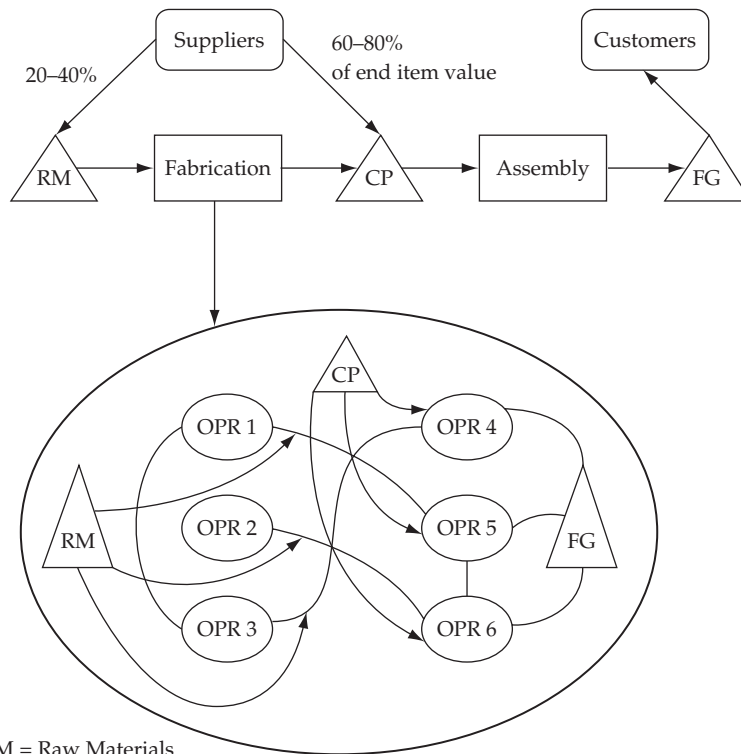 Suppliers
Customers
20–40%
60–80%
of end item value
RM
Fabrication
CP
Assembly
FG
CP
OPR 1
OPR 4
RM
OPR 2
OPR 5
FG
OPR 3
OPR 6
M = Raw Materials